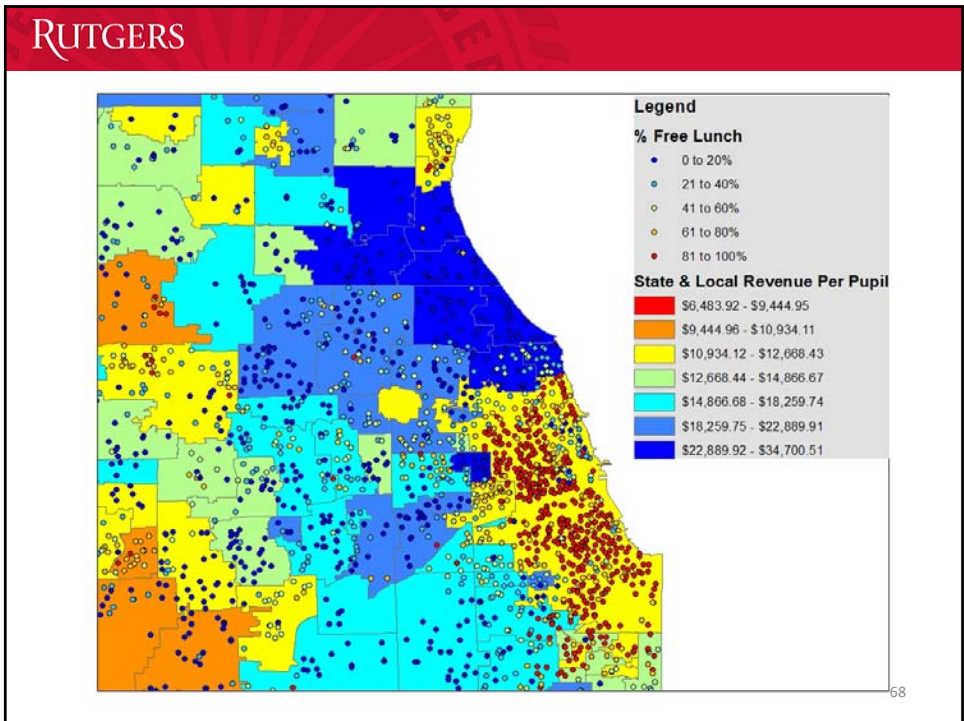 RUTGERS
Legend
% Free Lunch
0 to 20%
21 to 40%
41 to 60%
61 to 80%
81 to 100%
State & Local Revenue Per Pupil
$6,483.92 - $9,444.95
$9,444.96 - $10,934.11
$10,934.12 - $12,668.43
$12,668.44 - $14,866.67
$14,866.68 - $18,259.74
$18,259.75 - $22,889.91
$22,889.92 - $34,700.51
68